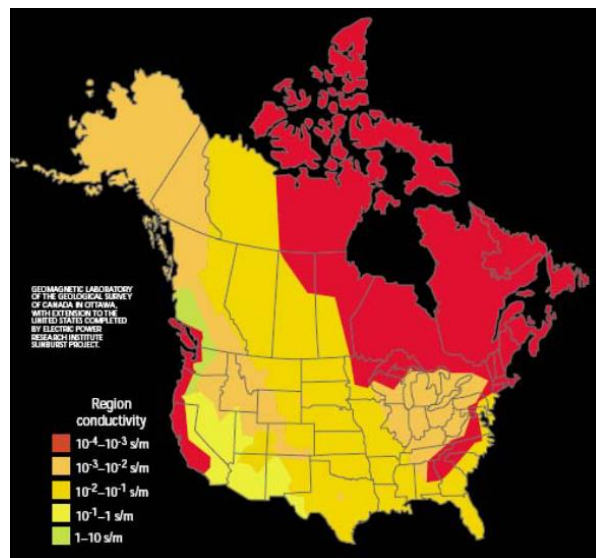 GEOMAGNETIC LABORATORY
OF THE GEOLOGICAL SURVEY
OF CANADA IN OTTAWA,
WITH EXTENSION TO THE
UNITED STATES COMPLETED
BY ELECTRIC POWER
RESEARCH INSTITUTE
SUNBURST PROJECT.
Region
conductivity
10⁻⁴–10⁻³ s/m
10⁻³–10⁻² s/m
10⁻²–10⁻¹ s/m
10⁻¹–1 s/m
1–10 s/m